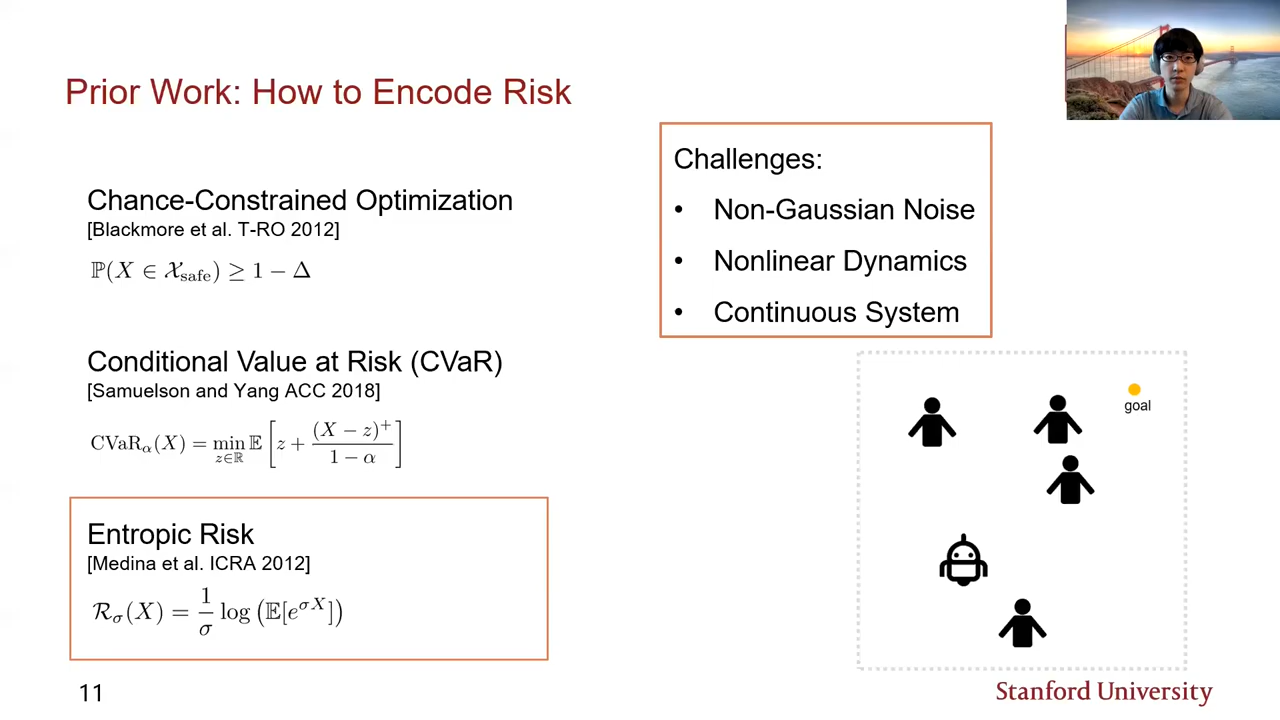 Prior Work: How to Encode Risk
Chance-Constrained Optimization
[Blackmore et al. T-RO 2012]
ℙ(X ∈ 𝒳_safe) ≥ 1 − Δ
Conditional Value at Risk (CVaR)
[Samuelson and Yang ACC 2018]
CVaR_α(X) = min_{z∈ℝ} 𝔼 [ z + (X − z)^+ / (1 − α) ]
Entropic Risk
[Medina et al. ICRA 2012]
ℛ_σ(X) = 1/σ log (𝔼[e^{σX}])
Challenges:
• Non-Gaussian Noise
• Nonlinear Dynamics
• Continuous System
goal
11
Stanford University